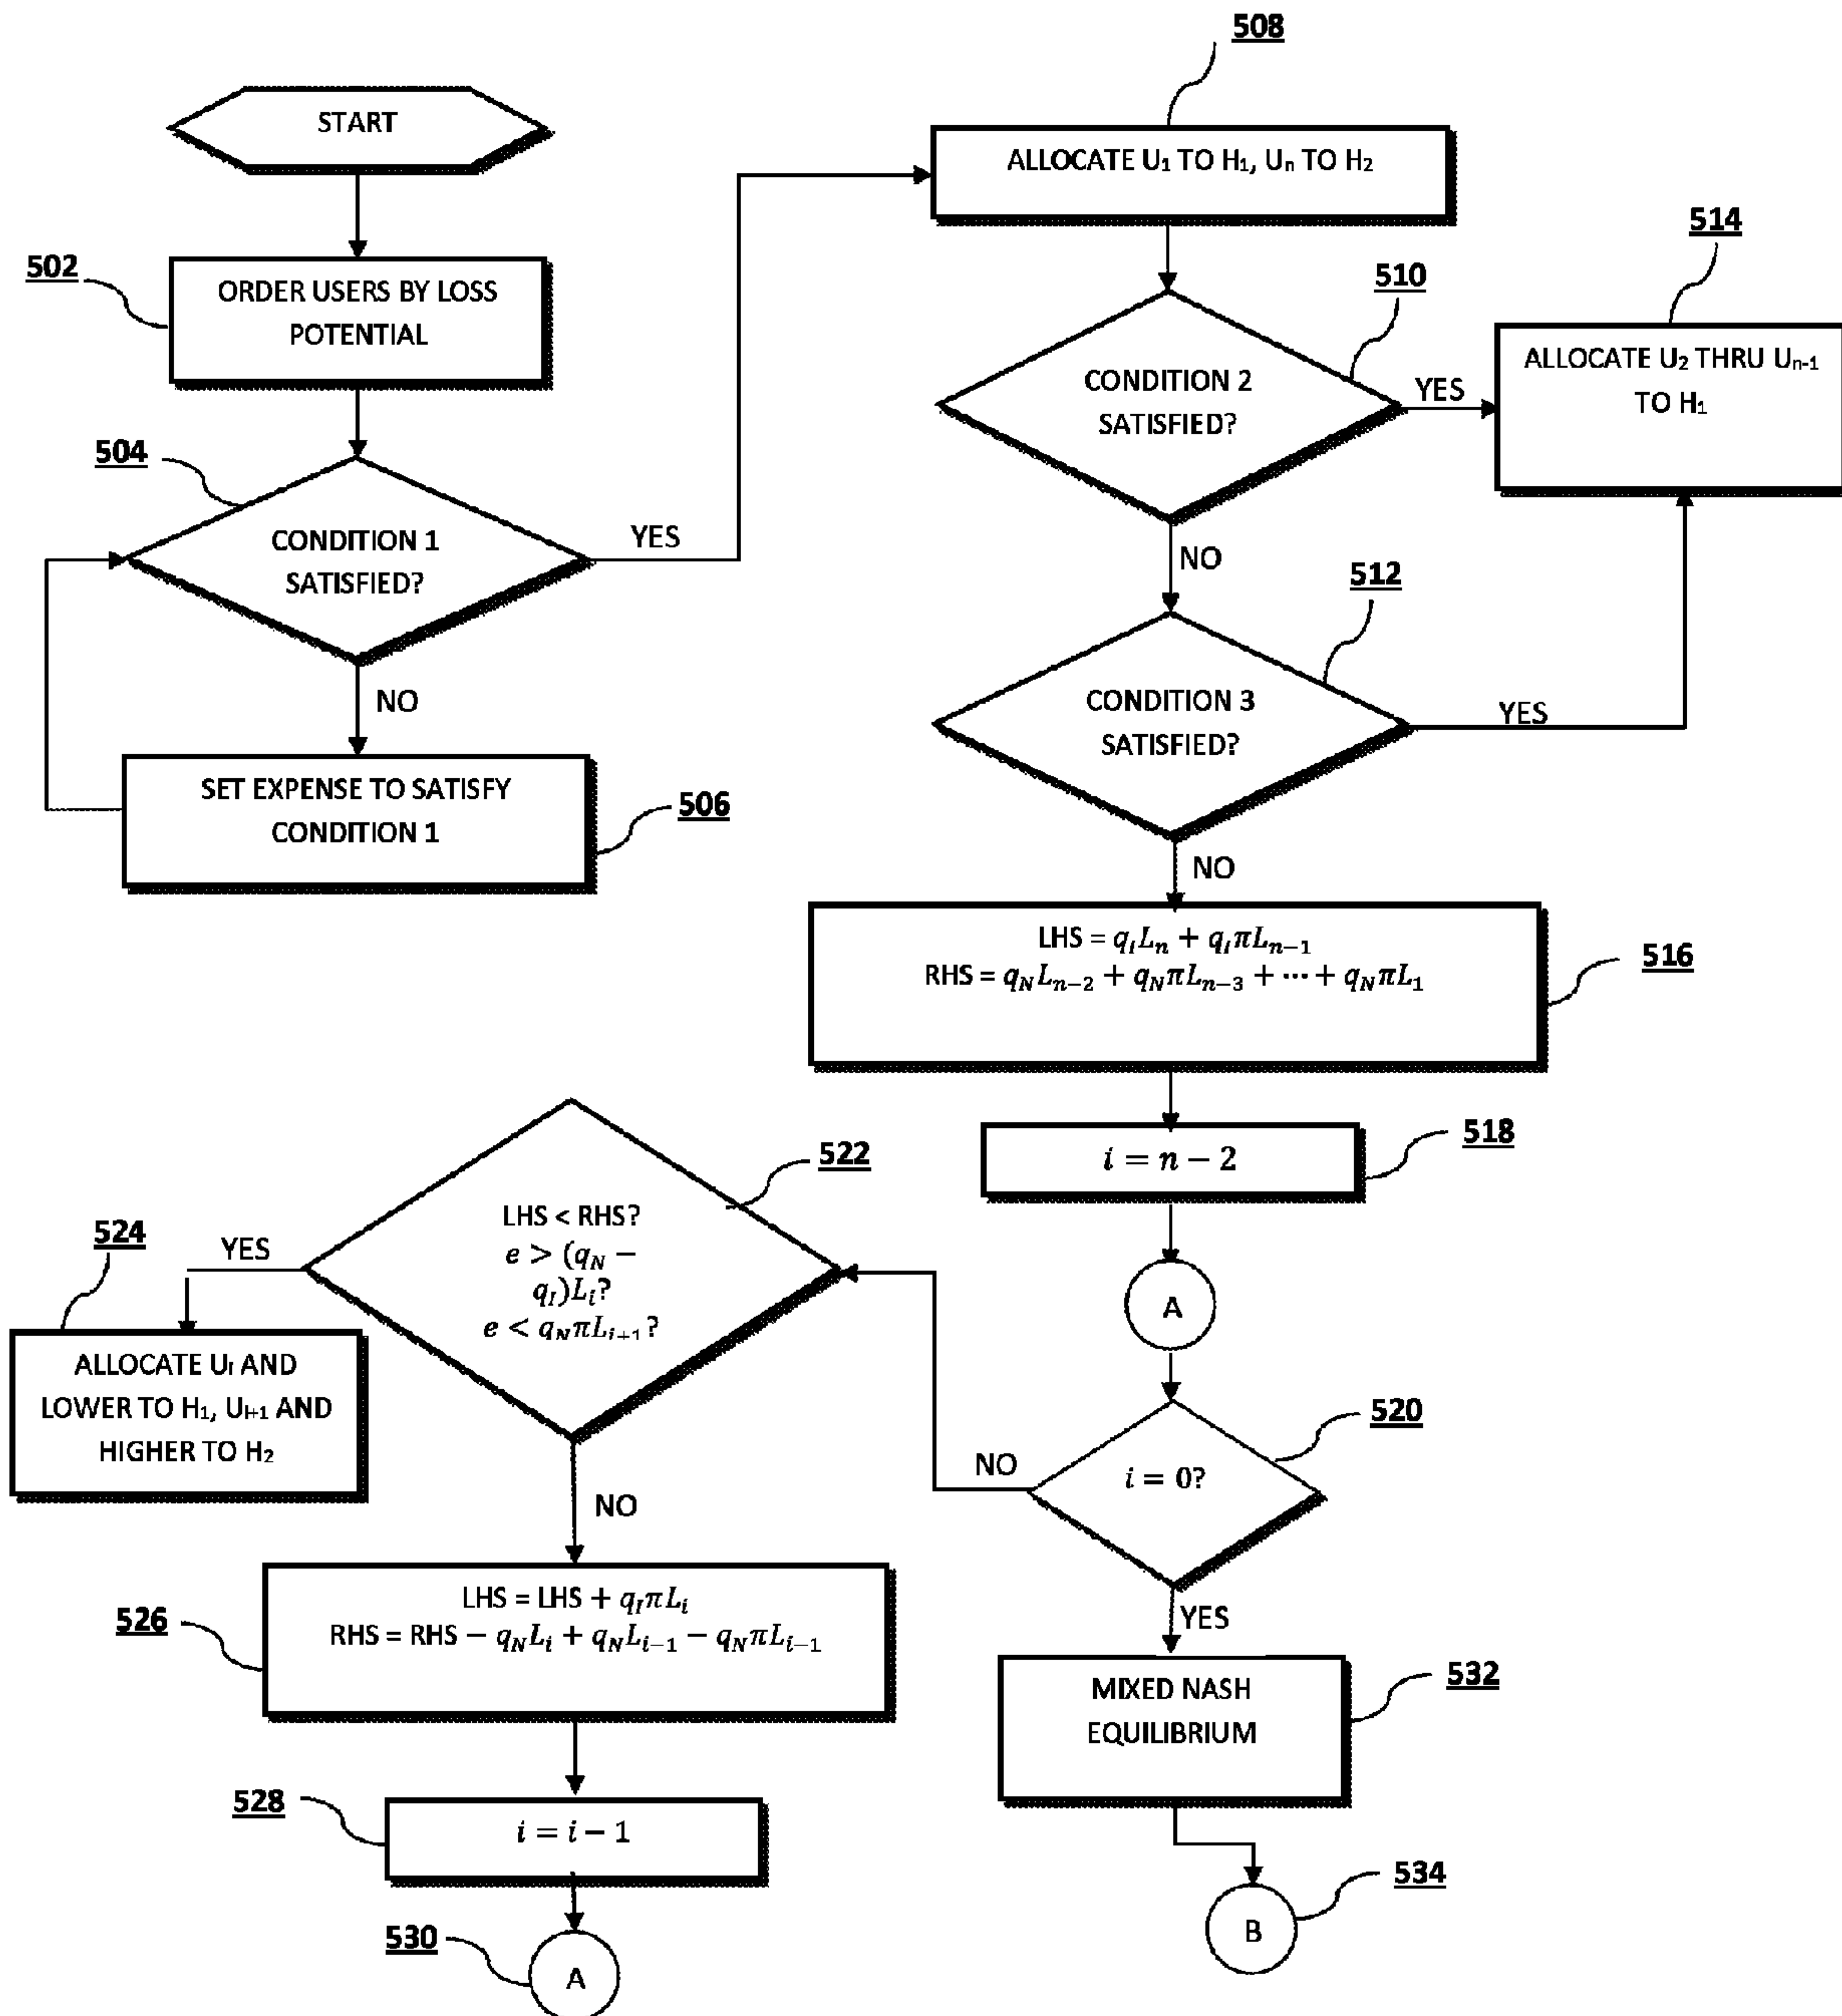 START
502
ORDER USERS BY LOSS
POTENTIAL
504
CONDITION 1
SATISFIED?
YES
NO
SET EXPENSE TO SATISFY
CONDITION 1
506
508
ALLOCATE U₁ TO H₁, Uₙ TO H₂
510
CONDITION 2
SATISFIED?
YES
514
ALLOCATE U₂ THRU Uₙ₋₁
TO H₁
NO
512
CONDITION 3
SATISFIED?
YES
NO
LHS = q_I L_n + q_I πL_{n−1}
RHS = q_N L_{n−2} + q_N πL_{n−3} + ⋯ + q_N πL_1
516
i = n − 2
518
A
520
i = 0?
NO
YES
522
LHS < RHS?
e > (q_N −
q_I)L_i?
e < q_N πL_{i+1}?
524
YES
ALLOCATE U_I AND
LOWER TO H₁, U_{I+1} AND
HIGHER TO H₂
NO
LHS = LHS + q_I πL_i
RHS = RHS − q_N L_i + q_N L_{i−1} − q_N πL_{i−1}
526
528
i = i − 1
530
A
MIXED NASH
EQUILIBRIUM
532
534
B